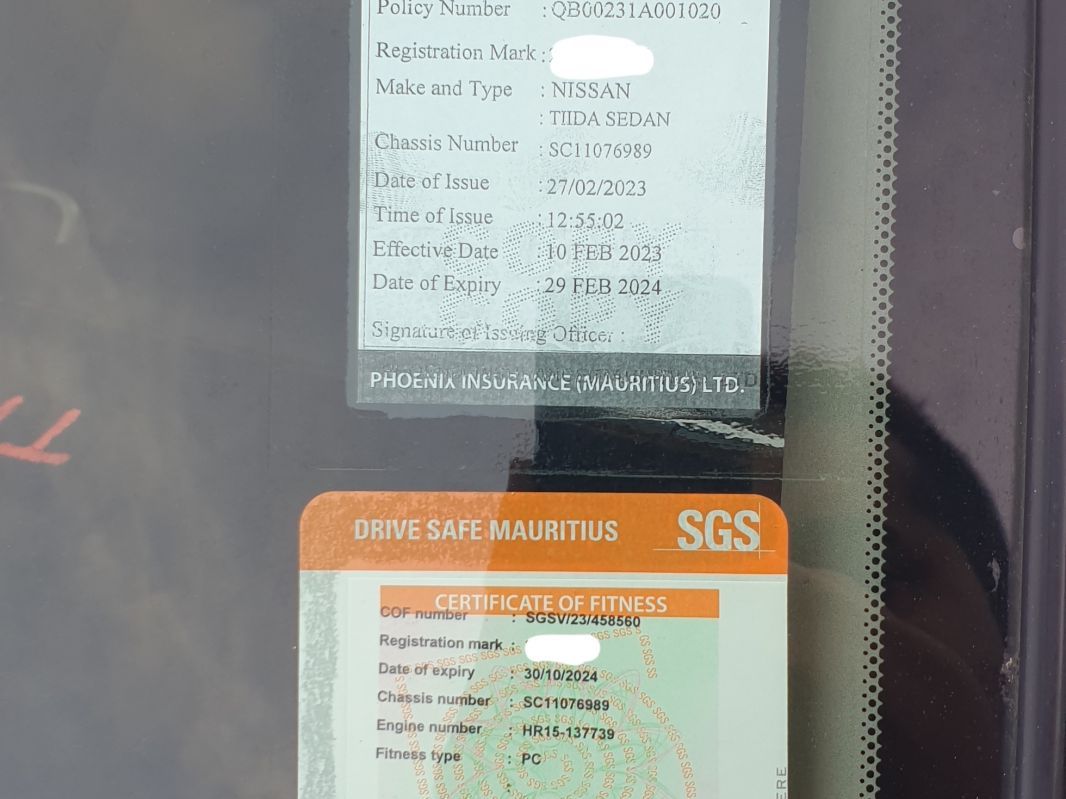 Policy Number : QB00231A001020
Registration Mark :
Make and Type : NISSAN
: TIIDA SEDAN
Chassis Number : SC11076989
Date of Issue : 27/02/2023
Time of Issue : 12:55:02
Effective Date : 10 FEB 2023
Date of Expiry : 29 FEB 2024
COPY
Signature of Issuing Officer :
PHOENIX INSURANCE (MAURITIUS) LTD.
DRIVE SAFE MAURITIUS SGS
CERTIFICATE OF FITNESS
COF number : SGSV/23/458560
Registration mark :
Date of expiry : 30/10/2024
Chassis number : SC11076989
Engine number : HR15-137739
Fitness type : PC